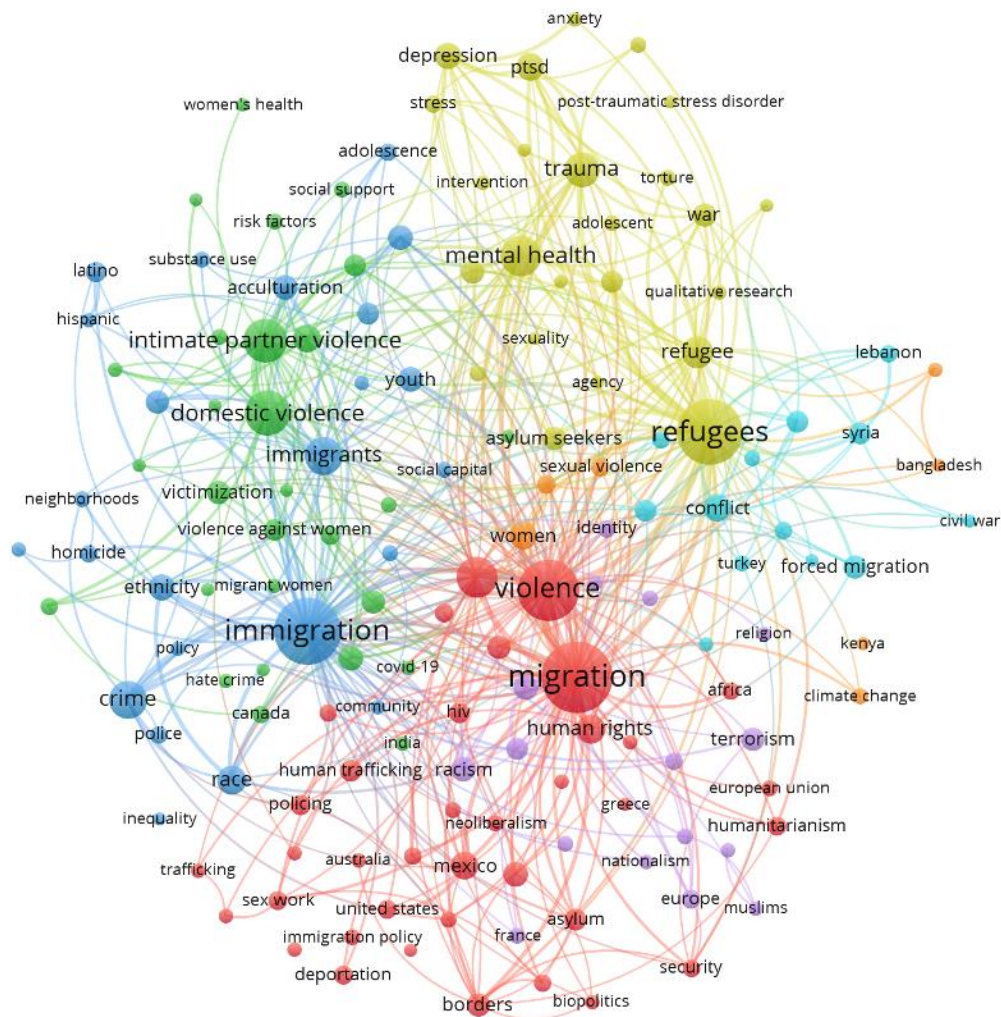 anxiety
depression
ptsd
women's health
stress
post-traumatic stress disorder
adolescence
trauma
social support
intervention
torture
risk factors
adolescent
war
substance use
mental health
latino
acculturation
qualitative research
hispanic
intimate partner violence
sexuality
refugee
lebanon
youth
agency
domestic violence
refugees
asylum seekers
syria
immigrants
social capital
sexual violence
bangladesh
neighborhoods
victimization
conflict
civil war
violence against women
women
identity
homicide
turkey
forced migration
ethnicity
migrant women
violence
immigration
religion
kenya
policy
covid-19
migration
hate crime
africa
climate change
crime
canada
community
hiv
human rights
police
india
terrorism
race
human trafficking
racism
european union
inequality
policing
neoliberalism
greece
humanitarianism
trafficking
australia
mexico
nationalism
sex work
united states
europe
muslims
immigration policy
france
asylum
deportation
security
borders
biopolitics